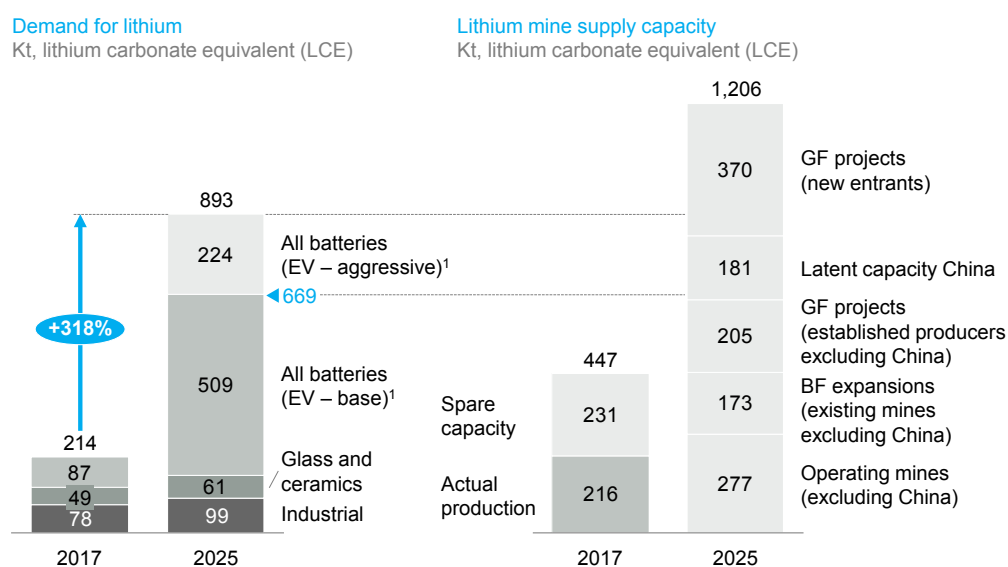 Demand for lithium
Kt, lithium carbonate equivalent (LCE)
893
224
All batteries
(EV – aggressive)1
669
+318%
509
All batteries
(EV – base)1
214
87
49
78
Glass and
ceramics
61
Industrial
99
2017
2025
Lithium mine supply capacity
Kt, lithium carbonate equivalent (LCE)
1,206
370
GF projects
(new entrants)
181
Latent capacity China
205
GF projects
(established producers
excluding China)
447
Spare
capacity
231
173
BF expansions
(existing mines
excluding China)
Actual
production
216
277
Operating mines
(excluding China)
2017
2025